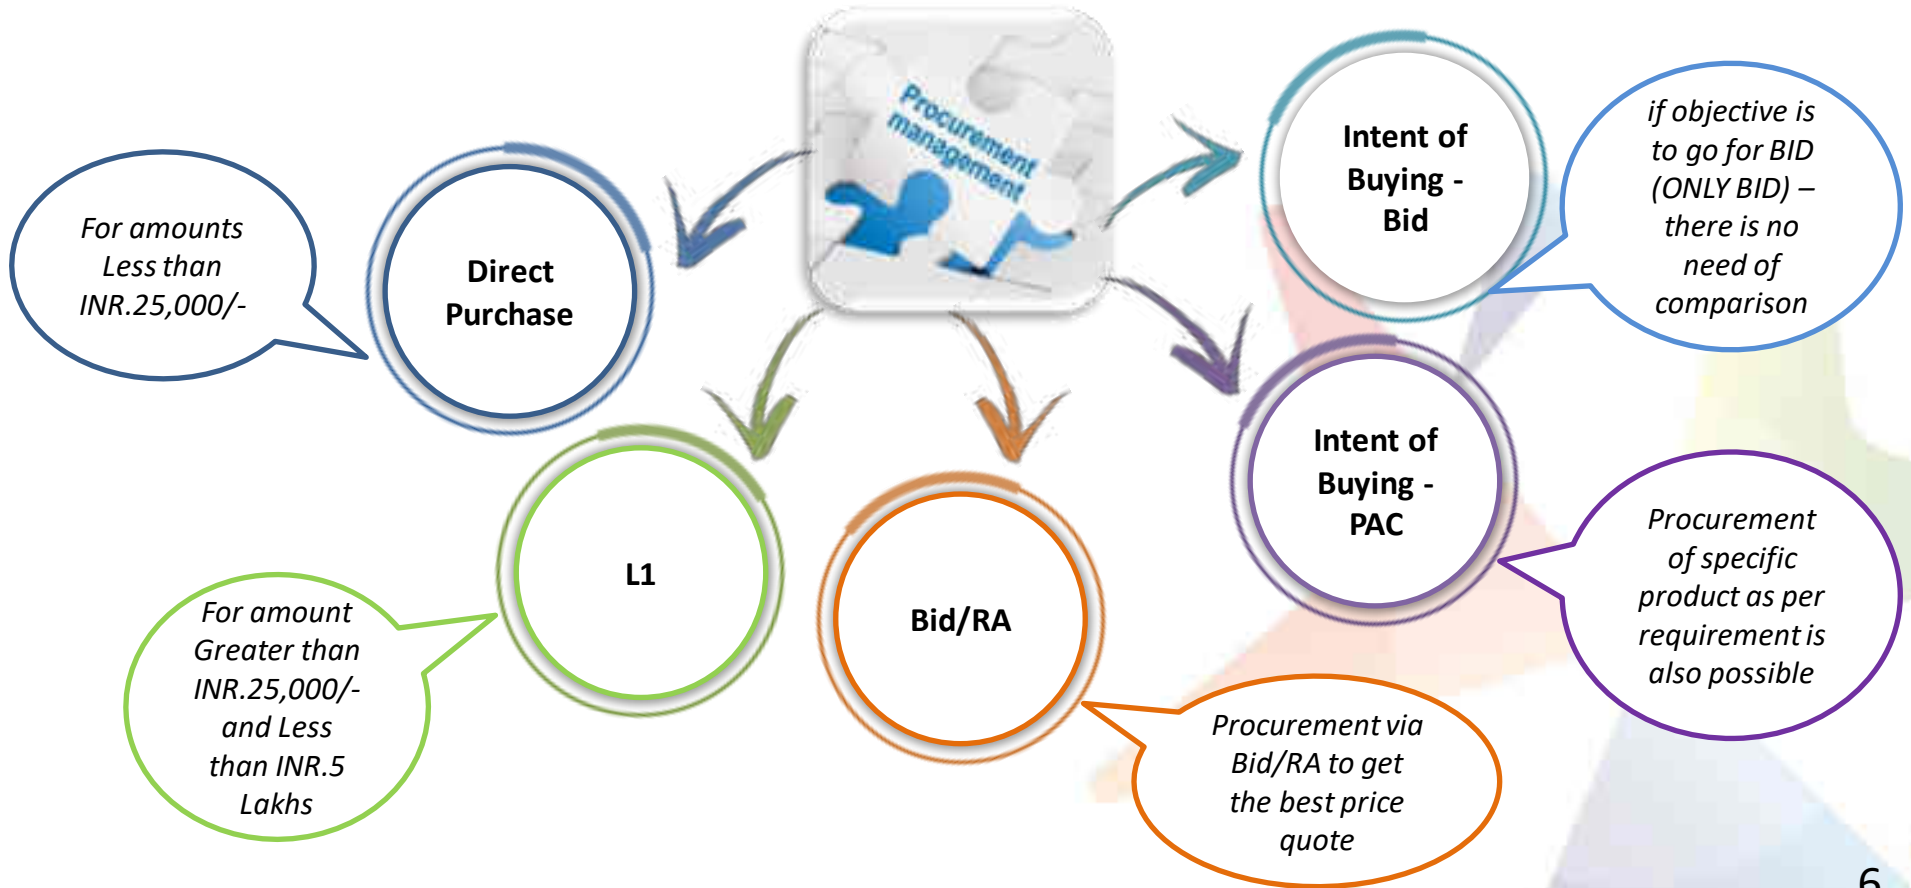 Procurement
management
For amounts
Less than
INR.25,000/-
Direct
Purchase
For amount
Greater than
INR.25,000/-
and Less
than INR.5
Lakhs
L1
Bid/RA
Procurement via
Bid/RA to get
the best price
quote
Intent of
Buying -
Bid
if objective is
to go for BID
(ONLY BID) –
there is no
need of
comparison
Intent of
Buying -
PAC
Procurement
of specific
product as per
requirement is
also possible
6